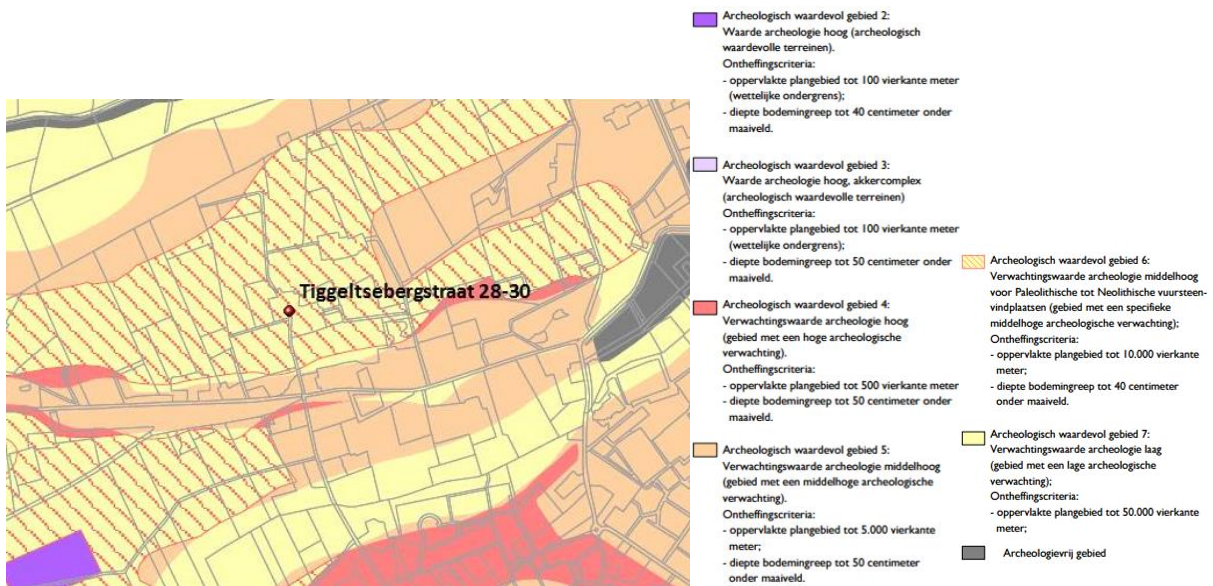 Tiggeltsebergstraat 28-30
Archeologisch waardevol gebied 2:
Waarde archeologie hoog (archeologisch
waardevolle terreinen).
Ontheffingscriteria:
- oppervlakte plangebied tot 100 vierkante meter
(wettelijke ondergrens);
- diepte bodemingreep tot 40 centimeter onder
maaiveld.
Archeologisch waardevol gebied 3:
Waarde archeologie hoog, akkercomplex
(archeologisch waardevolle terreinen)
Ontheffingscriteria:
- oppervlakte plangebied tot 100 vierkante meter
(wettelijke ondergrens);
- diepte bodemingreep tot 50 centimeter onder
maaiveld.
Archeologisch waardevol gebied 4:
Verwachtingswaarde archeologie hoog
(gebied met een hoge archeologische
verwachting).
Ontheffingscriteria:
- oppervlakte plangebied tot 500 vierkante meter
- diepte bodemingreep tot 50 centimeter onder
maaiveld.
Archeologisch waardevol gebied 5:
Verwachtingswaarde archeologie middelhoog
(gebied met een middelhoge archeologische
verwachting).
Ontheffingscriteria:
- oppervlakte plangebied tot 5.000 vierkante
meter;
- diepte bodemingreep tot 50 centimeter
onder maaiveld.
Archeologisch waardevol gebied 6:
Verwachtingswaarde archeologie middelhoog
voor Paleolithische tot Neolithische vuursteen-
vindplaatsen (gebied met een specifieke
middelhoge archeologische verwachting);
Ontheffingscriteria:
- oppervlakte plangebied tot 10.000 vierkante
meter;
- diepte bodemingreep tot 40 centimeter
onder maaiveld.
Archeologisch waardevol gebied 7:
Verwachtingswaarde archeologie laag
(gebied met een lage archeologische
verwachting);
Ontheffingscriteria:
- oppervlakte plangebied tot 50.000 vierkante
meter;
Archeologievrij gebied